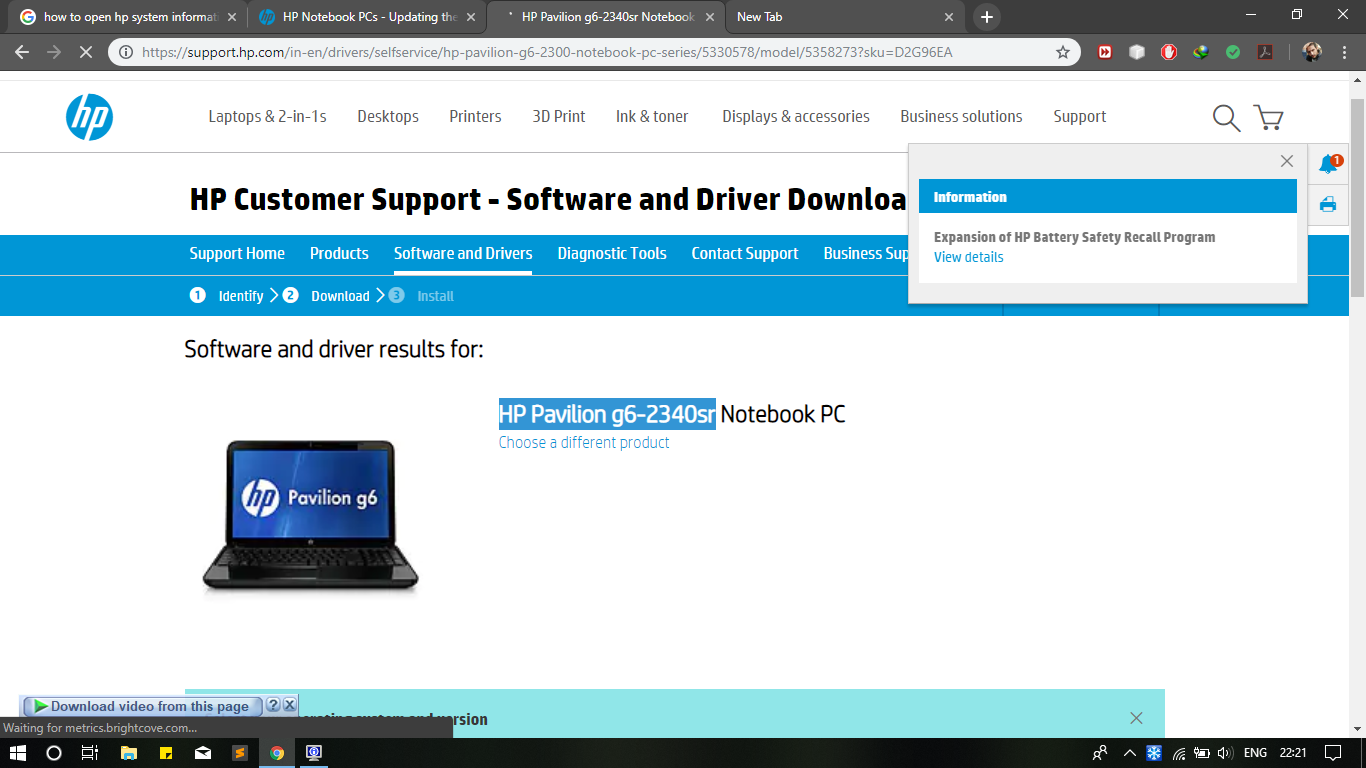 how to open hp system informat
HP Notebook PCs - Updating the
HP Pavilion g6-2340sr Notebook
New Tab
https://support.hp.com/in-en/drivers/selfservice/hp-pavilion-g6-2300-notebook-pc-series/5330578/model/5358273?sku=D2G96EA
hp
Laptops & 2-in-1s
Desktops
Printers
3D Print
Ink & toner
Displays & accessories
Business solutions
Support
1
HP Customer Support - Software and Driver Downloa
Information
Expansion of HP Battery Safety Recall Program
View details
Support Home
Products
Software and Drivers
Diagnostic Tools
Contact Support
Business Sup
1 Identify
2 Download
3 Install
Software and driver results for:
HP Pavilion g6-2340sr Notebook PC
Choose a different product
hp Pavilion g6
Download video from this page ?
erating system and version
Waiting for metrics.brightcove.com...
ENG
22:21